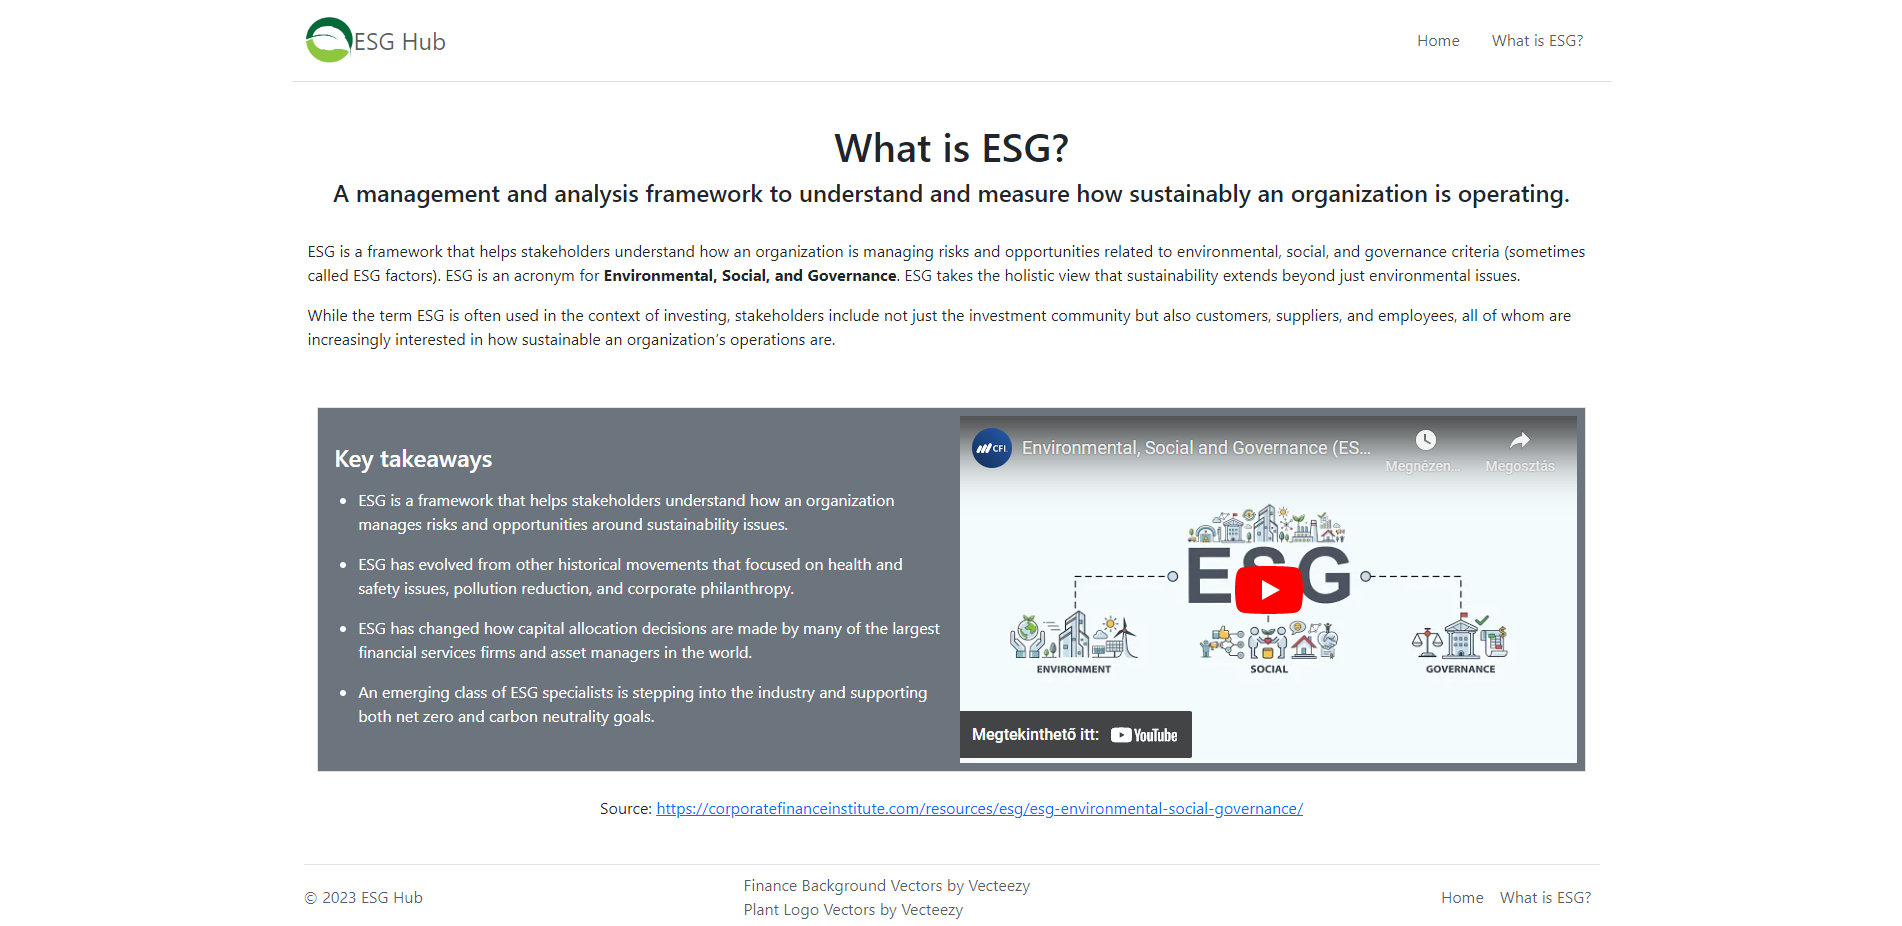 ESG Hub
Home
What is ESG?
What is ESG?
A management and analysis framework to understand and measure how sustainably an organization is operating.
ESG is a framework that helps stakeholders understand how an organization is managing risks and opportunities related to environmental, social, and governance criteria (sometimes
called ESG factors). ESG is an acronym for Environmental, Social, and Governance. ESG takes the holistic view that sustainability extends beyond just environmental issues.
While the term ESG is often used in the context of investing, stakeholders include not just the investment community but also customers, suppliers, and employees, all of whom are
increasingly interested in how sustainable an organization’s operations are.
Key takeaways
• ESG is a framework that helps stakeholders understand how an organization
manages risks and opportunities around sustainability issues.
• ESG has evolved from other historical movements that focused on health and
safety issues, pollution reduction, and corporate philanthropy.
• ESG has changed how capital allocation decisions are made by many of the largest
financial services firms and asset managers in the world.
• An emerging class of ESG specialists is stepping into the industry and supporting
both net zero and carbon neutrality goals.
CFI
Environmental, Social and Governance (ES...
Megnézen...
Megosztás
ESG
ENVIRONMENT
SOCIAL
GOVERNANCE
Megtekinthető itt: YouTube
Source: https://corporatefinanceinstitute.com/resources/esg/esg-environmental-social-governance/
© 2023 ESG Hub
Finance Background Vectors by Vecteezy
Plant Logo Vectors by Vecteezy
Home
What is ESG?